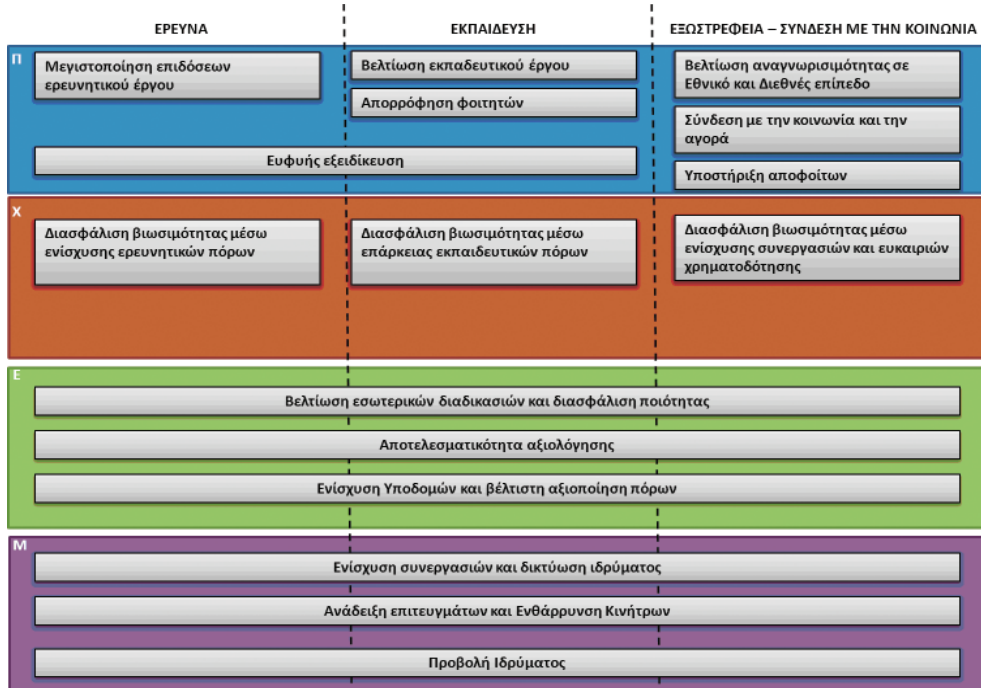 ΕΡΕΥΝΑ
ΕΚΠΑΙΔΕΥΣΗ
ΕΞΩΣΤΡΕΦΕΙΑ – ΣΥΝΔΕΣΗ ΜΕ ΤΗΝ ΚΟΙΝΩΝΙΑ
Π
Μεγιστοποίηση επιδόσεων
ερευνητικού έργου
Βελτίωση εκπαδευτικού έργου
Απορρόφηση φοιτητών
Ευφυής εξειδίκευση
Βελτίωση αναγνωρισιμότητας σε
Εθνικό και Διεθνές επίπεδο
Σύνδεση με την κοινωνία και την
αγορά
Υποστήριξη αποφοίτων
Χ
Διασφάλιση βιωσιμότητας μέσω
ενίσχυσης ερευνητικών πόρων
Διασφάλιση βιωσιμότητας μέσω
επάρκειας εκπαιδευτικών πόρων
Διασφάλιση βιωσιμότητας μέσω
ενίσχυσης συνεργασιών και ευκαιριών
χρηματοδότησης
Ε
Βελτίωση εσωτερικών διαδικασιών και διασφάλιση ποιότητας
Αποτελεσματικότητα αξιολόγησης
Ενίσχυση Υποδομών και βέλτιστη αξιοποίηση πόρων
Μ
Ενίσχυση συνεργασιών και δικτύωση ιδρύματος
Ανάδειξη επιτευγμάτων και Ενθάρρυνση Κινήτρων
Προβολή Ιδρύματος